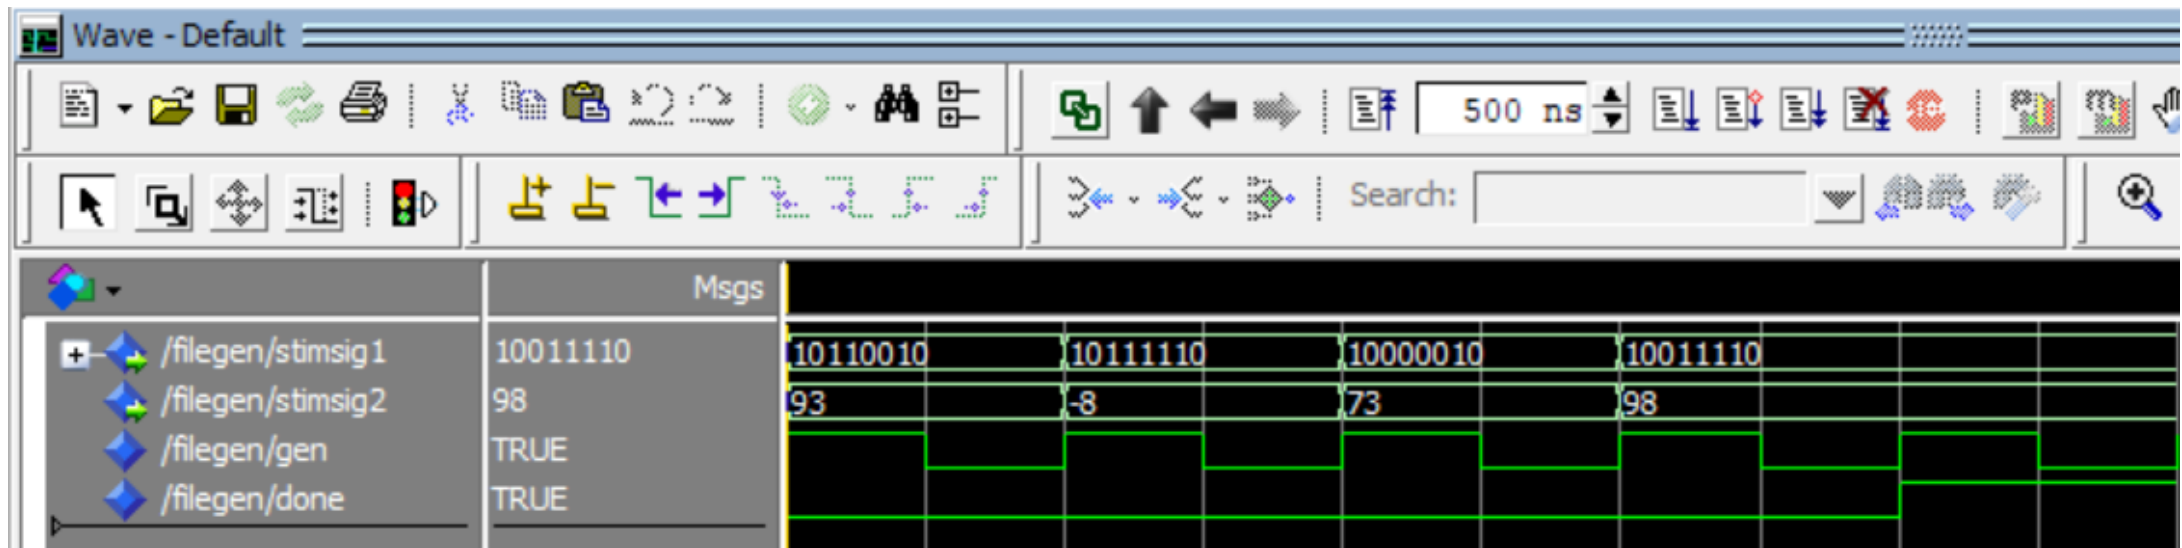 Wave - Default
500 ns
Search:
Msgs
/filegen/stimsig1 10011110 10110010 10111110 10000010 10011110
/filegen/stimsig2 98 93 -8 73 98
/filegen/gen TRUE
/filegen/done TRUE